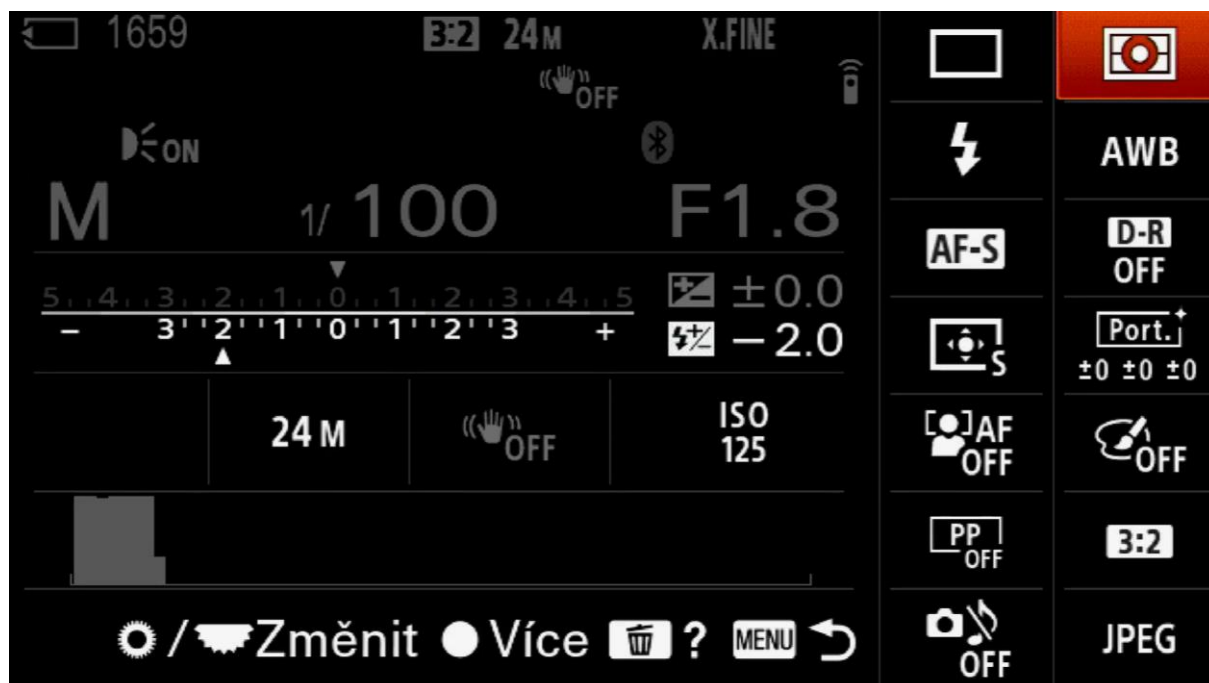 1659 3:2 24M X.FINE
OFF
ON AWB
M 1/100 F1.8
AF-S D-R
OFF
5 4 3 2 1 0 1 2 3 4 5 ±0.0
- 3 2 1 0 1 2 3 + -2.0
S Port.
±0 ±0 ±0
24M OFF ISO
125
AF
OFF OFF
PP
OFF 3:2
/ Změnit Více ? MENU
OFF JPEG